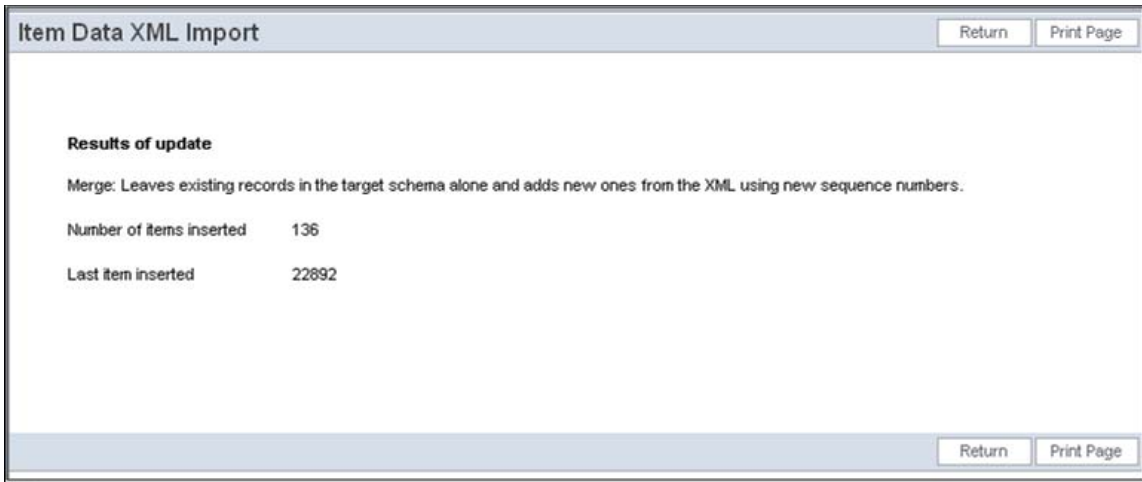 Item Data XML Import
Return Print Page
Results of update
Merge: Leaves existing records in the target schema alone and adds new ones from the XML using new sequence numbers.
Number of items inserted 136
Last item inserted 22892
Return Print Page